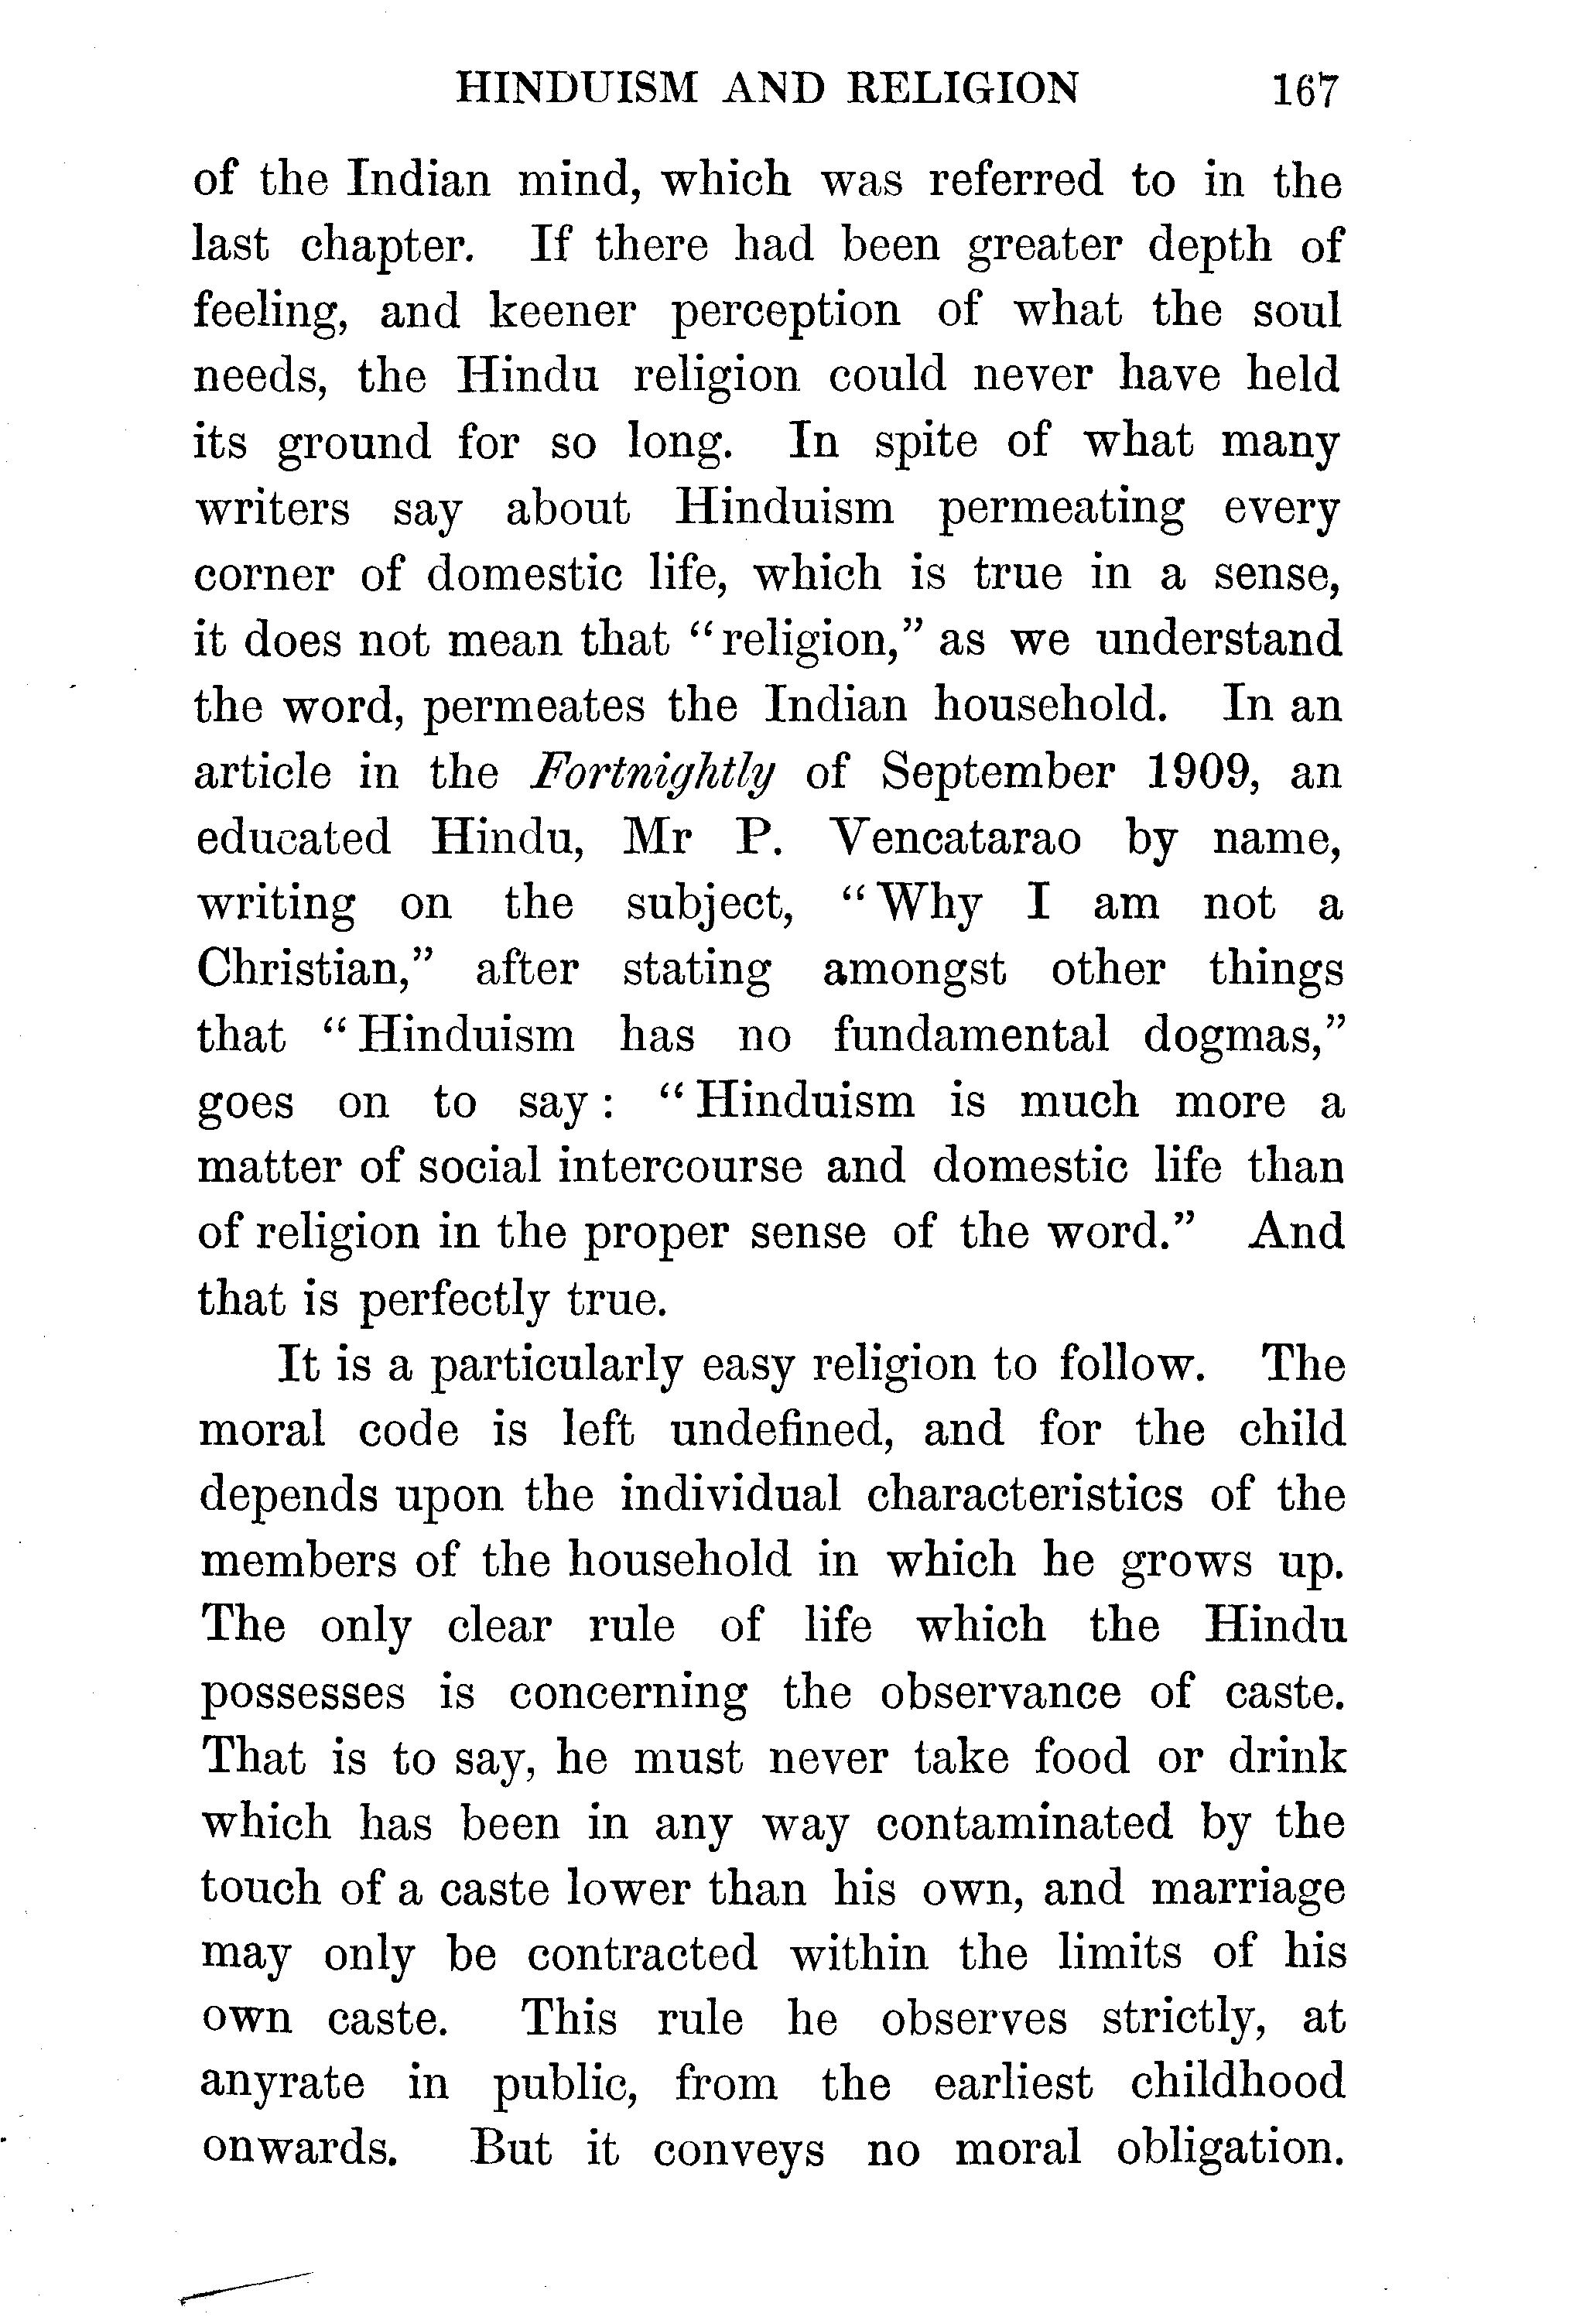 HINDUISM AND RELIGION 167
of the Indian mind, which was referred to in the
last chapter. If there had been greater depth of
feeling, and keener perception of what the soul
needs, the Hindu religion could never have held
its ground for so long. In spite of what many
writers say about Hinduism permeating every
corner of domestic life, which is true in a sense,
it does not mean that “religion,” as we understand
the word, permeates the Indian household. In an
article in the Fortnightly of September 1909, an
educated Hindu, Mr P. Vencatarao by name,
writing on the subject, “Why I am not a
Christian,” after stating amongst other things
that “Hinduism has no fundamental dogmas,”
goes on to say: “Hinduism is much more a
matter of social intercourse and domestic life than
of religion in the proper sense of the word.” And
that is perfectly true.
It is a particularly easy religion to follow. The
moral code is left undefined, and for the child
depends upon the individual characteristics of the
members of the household in which he grows up.
The only clear rule of life which the Hindu
possesses is concerning the observance of caste.
That is to say, he must never take food or drink
which has been in any way contaminated by the
touch of a caste lower than his own, and marriage
may only be contracted within the limits of his
own caste. This rule he observes strictly, at
anyrate in public, from the earliest childhood
onwards. But it conveys no moral obligation.